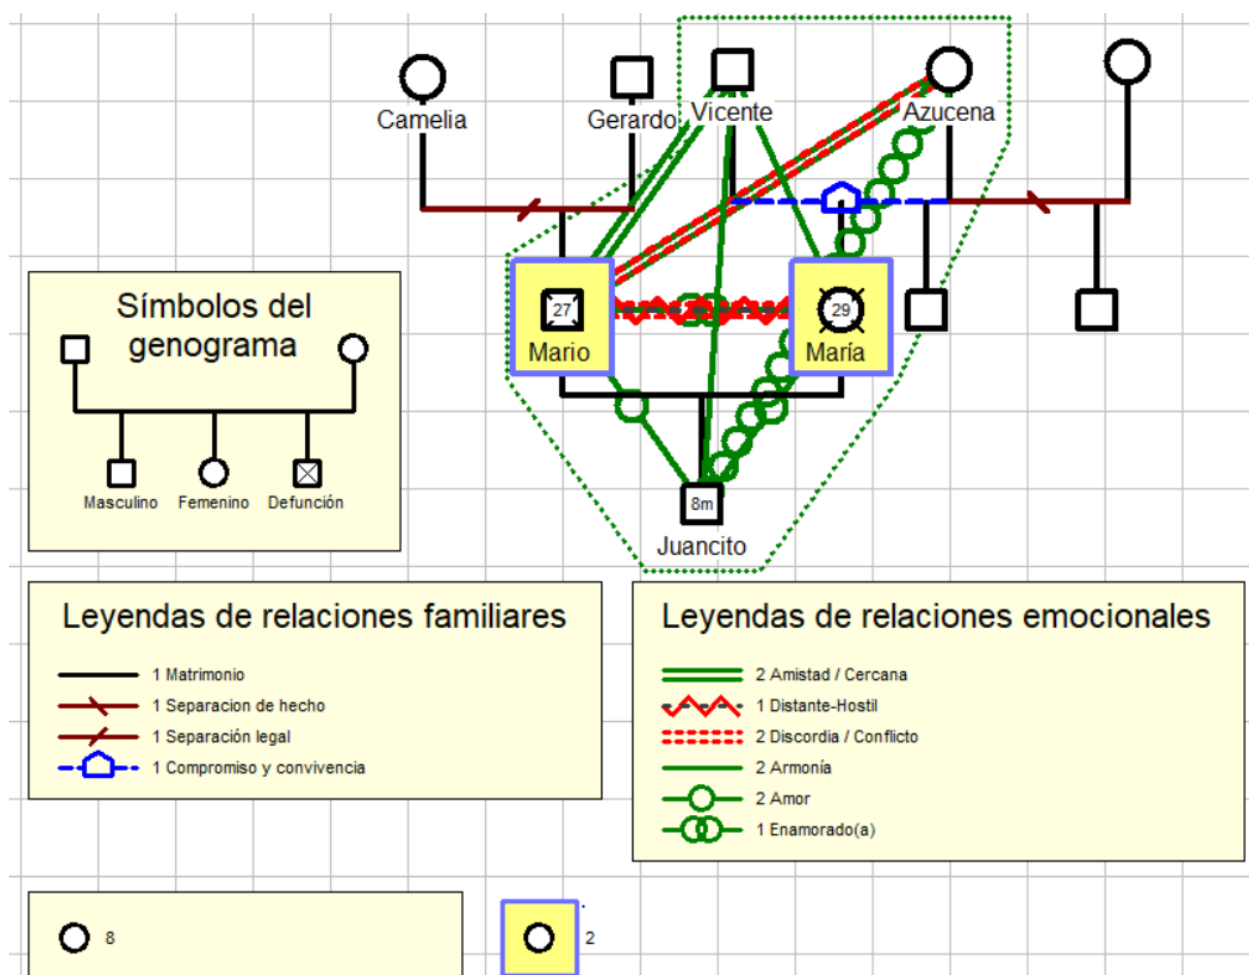 Camelia
Gerardo
Vicente
Azucena
27
Mario
29
María
8m
Juancito
Símbolos del
genograma
Masculino
Femenino
Defunción
Leyendas de relaciones familiares
1 Matrimonio
1 Separacion de hecho
1 Separación legal
1 Compromiso y convivencia
Leyendas de relaciones emocionales
2 Amistad / Cercana
1 Distante-Hostil
2 Discordia / Conflicto
2 Armonía
2 Amor
1 Enamorado(a)
8
2